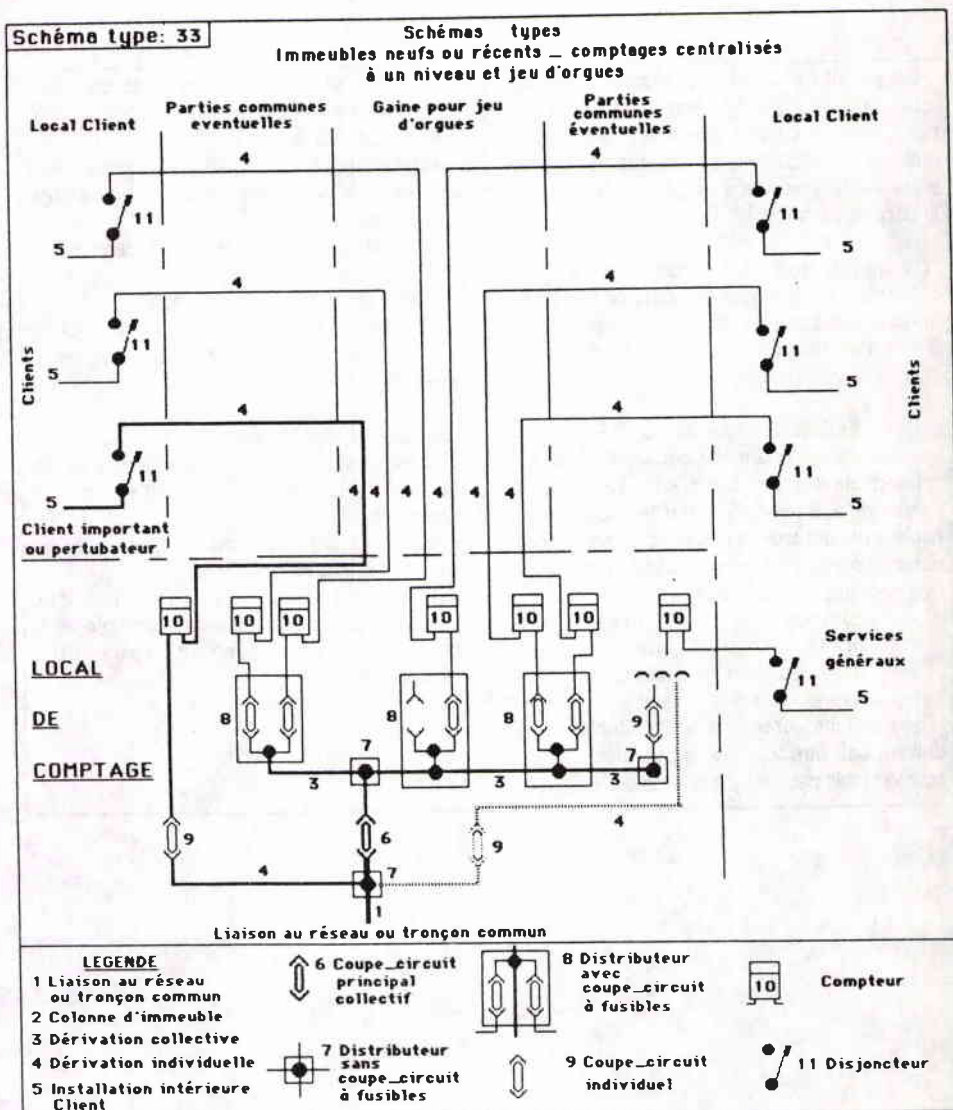 Schéma type: 33
Schémas types
Immeubles neufs ou récents _ comptages centralisés
à un niveau et jeu d'orgues
Local Client
Parties communes
eventuelles
Gaine pour jeu
d'orgues
Parties
communes
éventuelles
Local Client
4
4
11
11
5
5
4
4
11
11
5
5
Clients
Clients
4
4
11
11
5
5
4 4 4 4 4
Client important
ou pertubateur
10
10
10
10
10
10
10
LOCAL
DE
COMPTAGE
Services
généraux
11
5
8
8
8
9
7
7
3
3
3
9
6
9
4
4
7
1
Liaison au réseau ou tronçon commun
LEGENDE
1 Liaison au réseau
ou tronçon commun
2 Colonne d'immeuble
3 Dérivation collective
4 Dérivation individuelle
5 Installation intérieure
Client
6 Coupe_circuit
principal
collectif
7 Distributeur
sans
coupe_circuit
à fusibles
8 Distributeur
avec
coupe_circuit
à fusibles
9 Coupe_circuit
individuel
10
Compteur
11 Disjoncteur